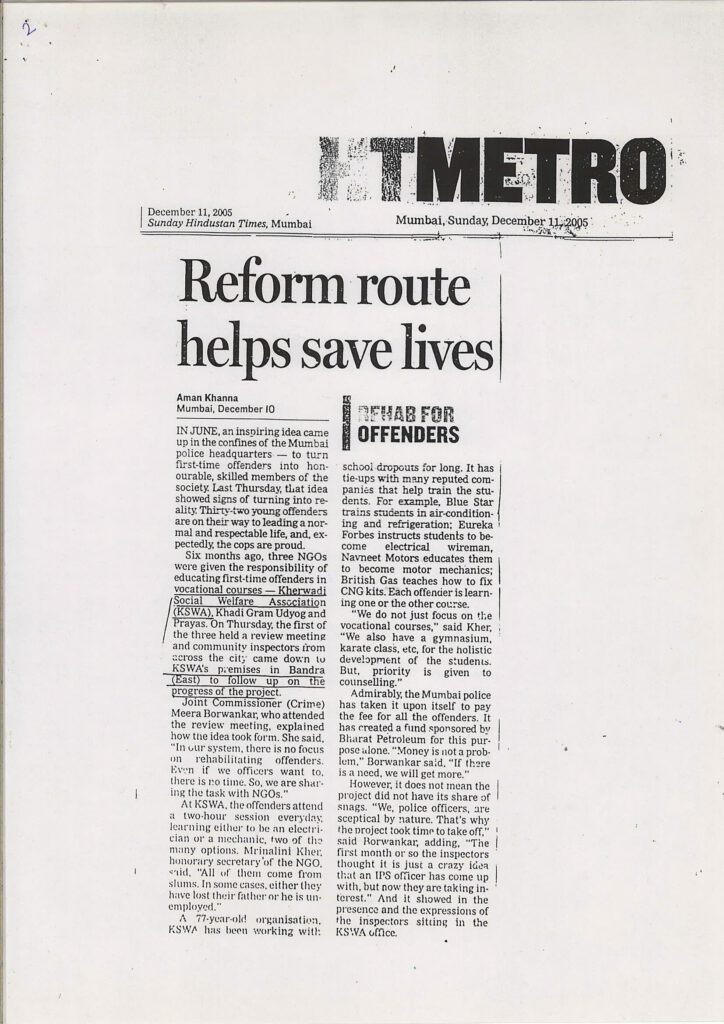 2
HTMETRO
December 11, 2005
Sunday Hindustan Times, Mumbai
Mumbai, Sunday, December 11, 2005
Reform route
helps save lives
Aman Khanna
Mumbai, December 10
IN JUNE, an inspiring idea came
up in the confines of the Mumbai
police headquarters — to turn
first-time offenders into hon-
ourable, skilled members of the
society. Last Thursday, that idea
showed signs of turning into re-
ality. Thirty-two young offenders
are on their way to leading a nor-
mal and respectable life, and, ex-
pectedly, the cops are proud.
Six months ago, three NGOs
were given the responsibility of
educating first-time offenders in
vocational courses — Kherwadi
Social Welfare Association
(KSWA), Khadi Gram Udyog and
Prayas. On Thursday, the first of
the three held a review meeting
and community inspectors from
across the city came down to
KSWA's premises in Bandra
(East) to follow up on the
progress of the project.
Joint Commissioner (Crime)
Meera Borwankar, who attended
the review meeting, explained
how the idea took form. She said,
"In our system, there is no focus
on rehabilitating offenders.
Even if we officers want to,
there is no time. So, we are shar-
ing the task with NGOs."
At KSWA, the offenders attend
a two-hour session everyday,
learning either to be an electri-
cian or a mechanic, two of the
many options. Mrinalini Kher,
honorary secretary of the NGO,
said, "All of them come from
slums. In some cases, either they
have lost their father or he is un-
employed."
A 77-year-old organisation,
KSWA has been working with
REHAB FOR
OFFENDERS
school dropouts for long. It has
tie-ups with many reputed com-
panies that help train the stu-
dents. For example, Blue Star
trains students in air-condition-
ing and refrigeration; Eureka
Forbes instructs students to be-
come electrical wireman,
Navneet Motors educates them
to become motor mechanics;
British Gas teaches how to fix
CNG kits. Each offender is learn-
ing one or the other course.
"We do not just focus on the
vocational courses," said Kher,
"We also have a gymnasium,
karate class, etc, for the holistic
development of the students.
But, priority is given to
counselling."
Admirably, the Mumbai police
has taken it upon itself to pay
the fee for all the offenders. It
has created a fund sponsored by
Bharat Petroleum for this pur-
pose alone. "Money is not a prob-
lem," Borwankar said, "If there
is a need, we will get more."
However, it does not mean the
project did not have its share of
snags. "We, police officers, are
sceptical by nature. That's why
the project took time to take off,"
said Borwankar, adding, "The
first month or so the inspectors
thought it is just a crazy idea
that an IPS officer has come up
with, but now they are taking in-
terest." And it showed in the
presence and the expressions of
the inspectors sitting in the
KSWA office.